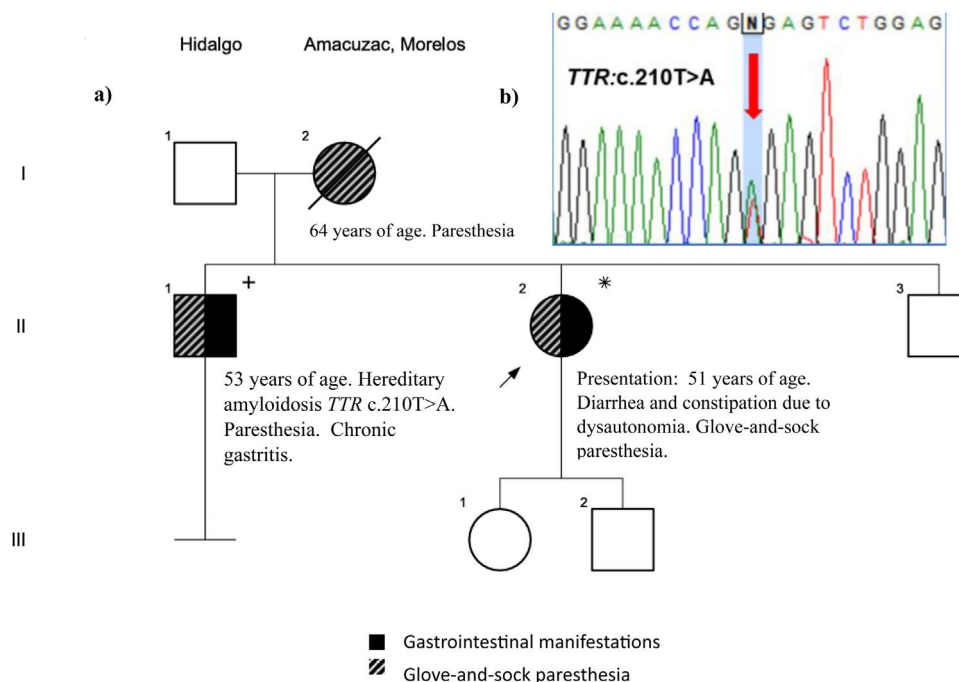 Hidalgo
Amacuzac, Morelos
a)
b)
GGAAAACCAGNGAGTCTGGAG
TTR:c.210T>A
I
1
2
64 years of age. Paresthesia
II
1
+
2
*
3
53 years of age. Hereditary
amyloidosis TTR c.210T>A.
Paresthesia. Chronic
gastritis.
Presentation: 51 years of age.
Diarrhea and constipation due to
dysautonomia. Glove-and-sock
paresthesia.
III
1
2
Gastrointestinal manifestations
Glove-and-sock paresthesia